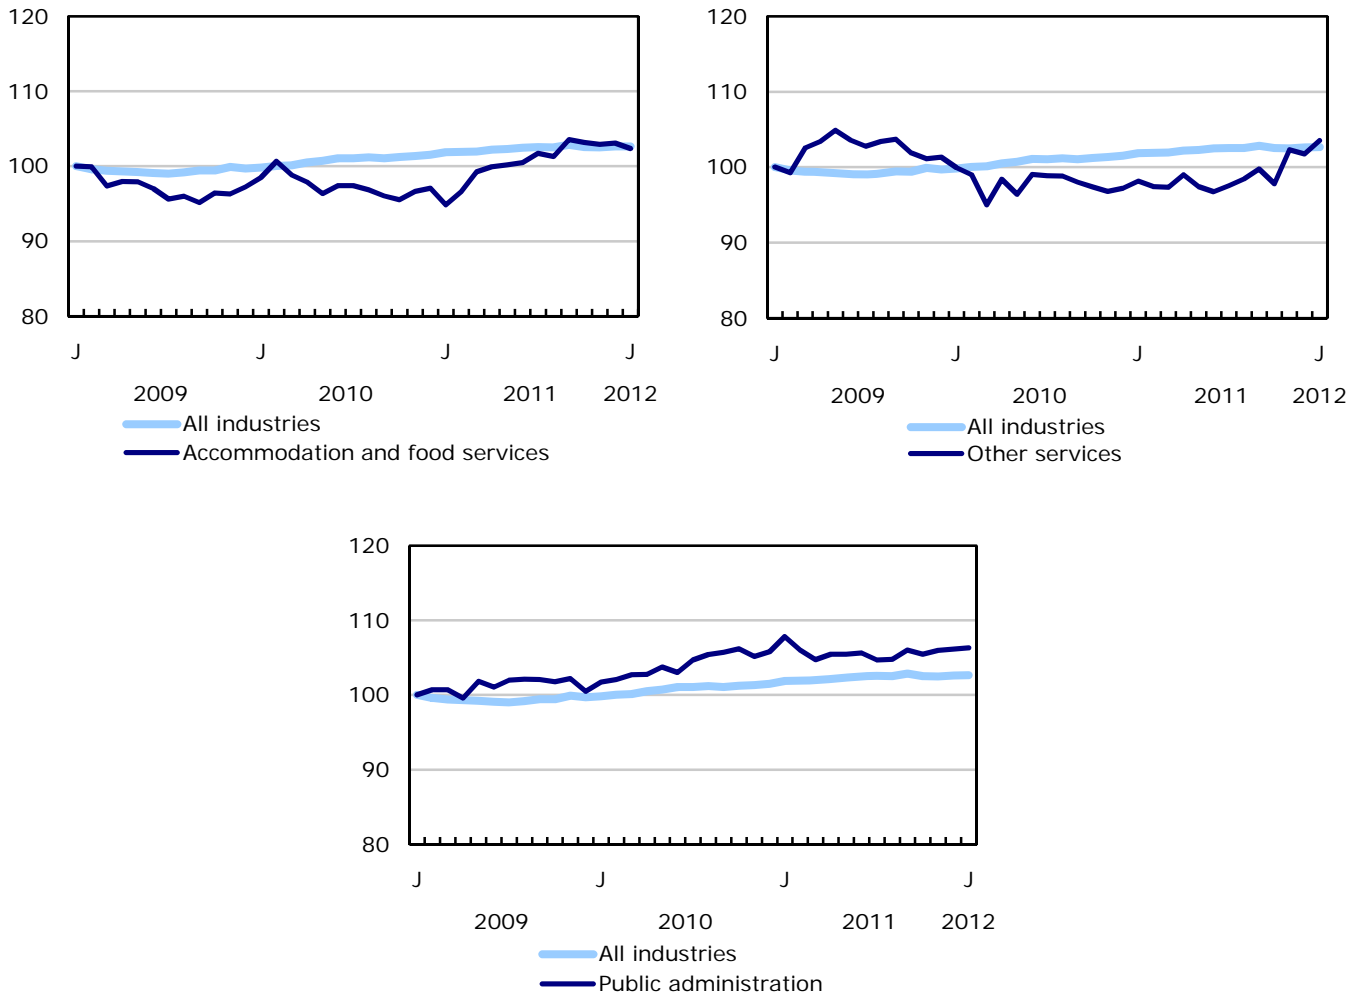 120
110
100
90
80
J J J J
2009 2010 2011 2012
All industries
Accommodation and food services
120
110
100
90
80
J J J J
2009 2010 2011 2012
All industries
Other services
120
110
100
90
80
J J J J
2009 2010 2011 2012
All industries
Public administration